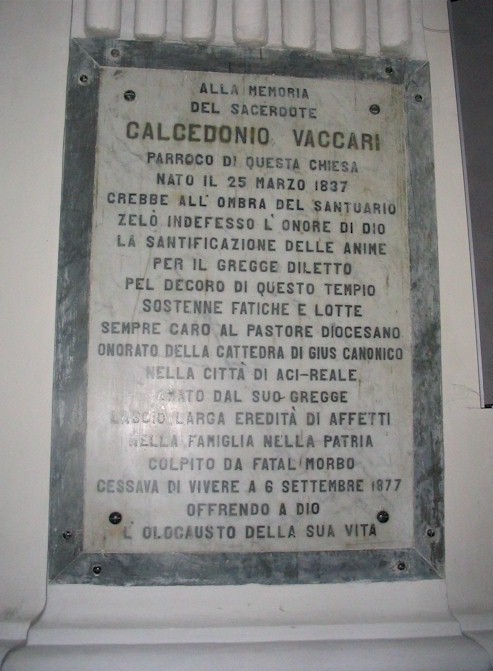 ALLA MEMORIA
DEL SACERDOTE
CALCEDONIO VACCARI
PARROCO DI QUESTA CHIESA
NATO IL 25 MARZO 1837
CREBBE ALL'OMBRA DEL SANTUARIO
ZELÒ INDEFESSO L'ONORE DI DIO
LA SANTIFICAZIONE DELLE ANIME
PER IL GREGGE DILETTO
PEL DECORO DI QUESTO TEMPIO
SOSTENNE FATICHE E LOTTE
SEMPRE CARO AL PASTORE DIOCESANO
ONORATO DELLA CATTEDRA DI GIUS CANONICO
NELLA CITTÀ DI ACI-REALE
AMATO DAL SUO GREGGE
LASCIÒ LARGA EREDITÀ DI AFFETTI
NELLA FAMIGLIA NELLA PATRIA
COLPITO DA FATAL MORBO
CESSAVA DI VIVERE A 6 SETTEMBRE 1877
OFFRENDO A DIO
L'OLOCAUSTO DELLA SUA VITA